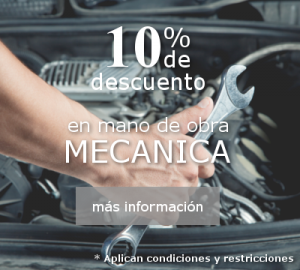 10%
de
descuento
en mano de obra
MECANICA
más información
* Aplican condiciones y restricciones